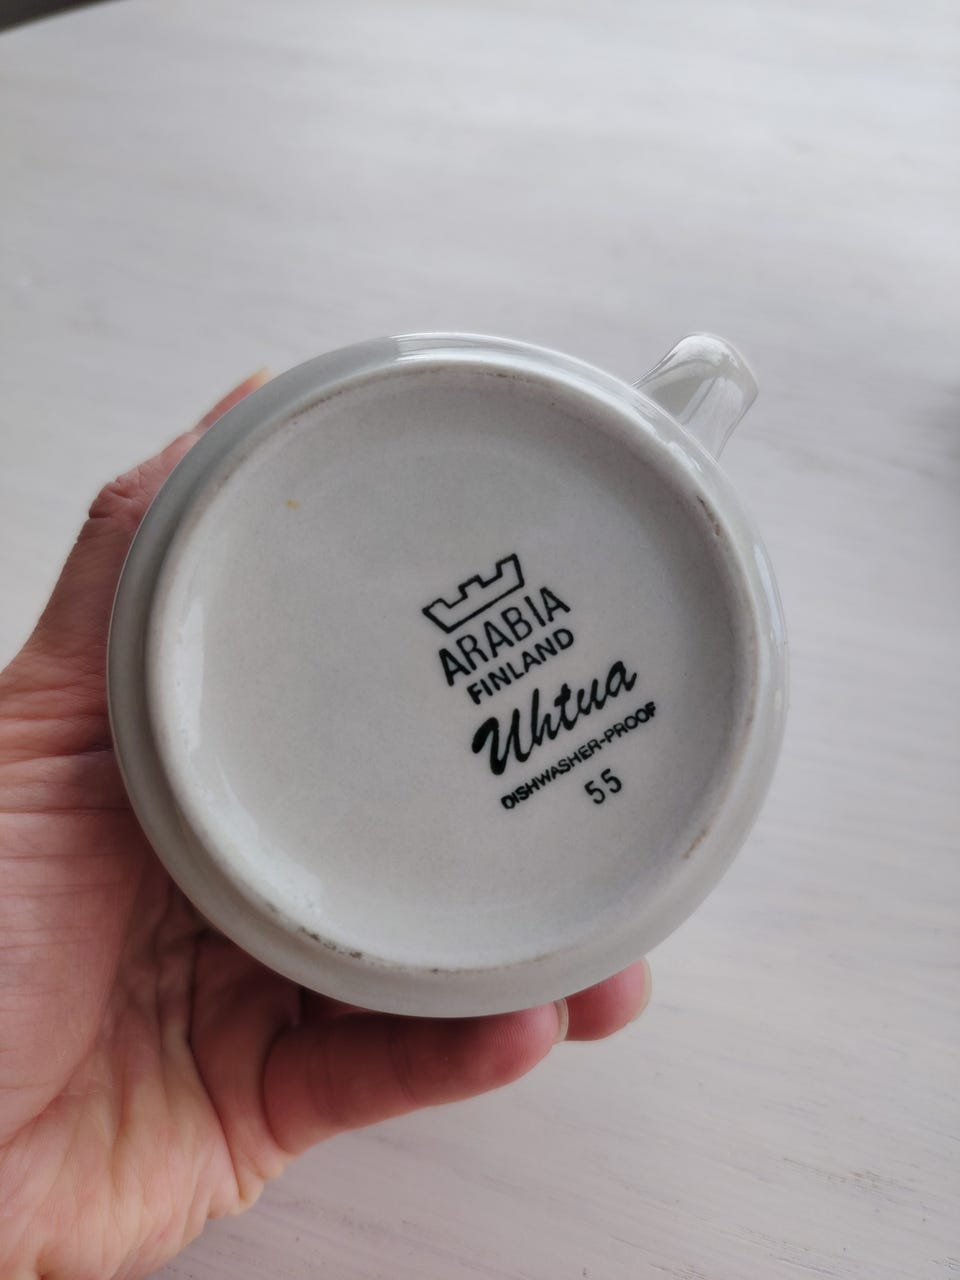 ARABIA
FINLAND
Uhtua
DISHWASHER-PROOF
55